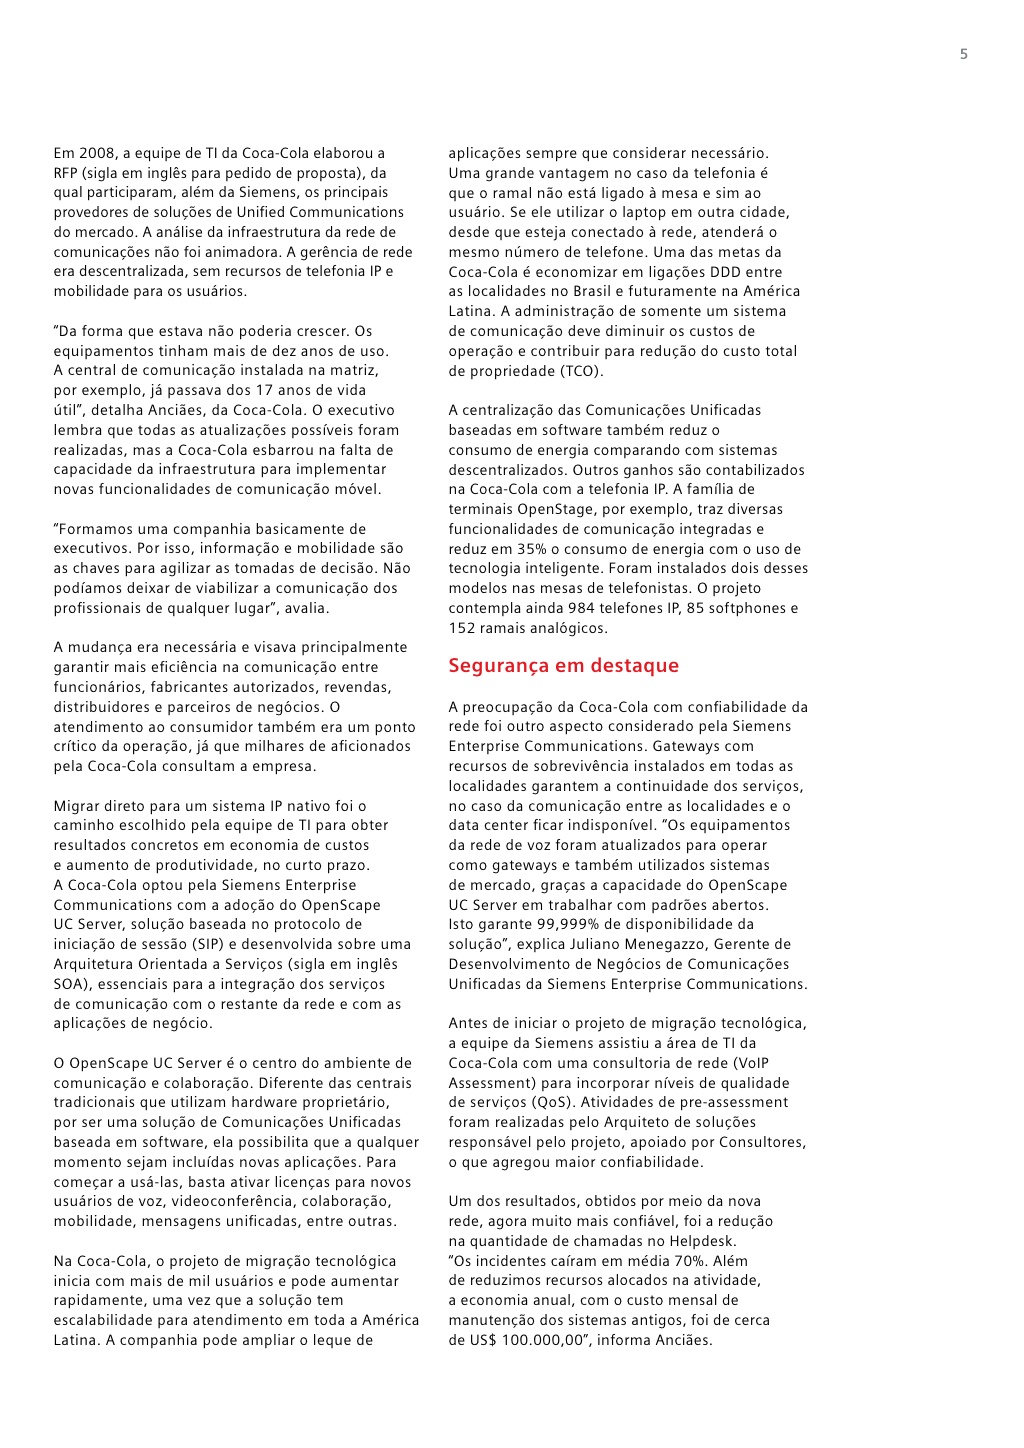 5
Em 2008, a equipe de TI da Coca-Cola elaborou a
RFP (sigla em inglês para pedido de proposta), da
qual participaram, além da Siemens, os principais
provedores de soluções de Unified Communications
do mercado. A análise da infraestrutura da rede de
comunicações não foi animadora. A gerência de rede
era descentralizada, sem recursos de telefonia IP e
mobilidade para os usuários.
"Da forma que estava não poderia crescer. Os
equipamentos tinham mais de dez anos de uso.
A central de comunicação instalada na matriz,
por exemplo, já passava dos 17 anos de vida
útil", detalha Anciães, da Coca-Cola. O executivo
lembra que todas as atualizações possíveis foram
realizadas, mas a Coca-Cola esbarrou na falta de
capacidade da infraestrutura para implementar
novas funcionalidades de comunicação móvel.
"Formamos uma companhia basicamente de
executivos. Por isso, informação e mobilidade são
as chaves para agilizar as tomadas de decisão. Não
podíamos deixar de viabilizar a comunicação dos
profissionais de qualquer lugar", avalia.
A mudança era necessária e visava principalmente
garantir mais eficiência na comunicação entre
funcionários, fabricantes autorizados, revendas,
distribuidores e parceiros de negócios. O
atendimento ao consumidor também era um ponto
crítico da operação, já que milhares de aficionados
pela Coca-Cola consultam a empresa.
Migrar direto para um sistema IP nativo foi o
caminho escolhido pela equipe de TI para obter
resultados concretos em economia de custos
e aumento de produtividade, no curto prazo.
A Coca-Cola optou pela Siemens Enterprise
Communications com a adoção do OpenScape
UC Server, solução baseada no protocolo de
iniciação de sessão (SIP) e desenvolvida sobre uma
Arquitetura Orientada a Serviços (sigla em inglês
SOA), essenciais para a integração dos serviços
de comunicação com o restante da rede e com as
aplicações de negócio.
O OpenScape UC Server é o centro do ambiente de
comunicação e colaboração. Diferente das centrais
tradicionais que utilizam hardware proprietário,
por ser uma solução de Comunicações Unificadas
baseada em software, ela possibilita que a qualquer
momento sejam incluídas novas aplicações. Para
começar a usá-las, basta ativar licenças para novos
usuários de voz, videoconferência, colaboração,
mobilidade, mensagens unificadas, entre outras.
Na Coca-Cola, o projeto de migração tecnológica
inicia com mais de mil usuários e pode aumentar
rapidamente, uma vez que a solução tem
escalabilidade para atendimento em toda a América
Latina. A companhia pode ampliar o leque de
aplicações sempre que considerar necessário.
Uma grande vantagem no caso da telefonia é
que o ramal não está ligado à mesa e sim ao
usuário. Se ele utilizar o laptop em outra cidade,
desde que esteja conectado à rede, atenderá o
mesmo número de telefone. Uma das metas da
Coca-Cola é economizar em ligações DDD entre
as localidades no Brasil e futuramente na América
Latina. A administração de somente um sistema
de comunicação deve diminuir os custos de
operação e contribuir para redução do custo total
de propriedade (TCO).
A centralização das Comunicações Unificadas
baseadas em software também reduz o
consumo de energia comparando com sistemas
descentralizados. Outros ganhos são contabilizados
na Coca-Cola com a telefonia IP. A família de
terminais OpenStage, por exemplo, traz diversas
funcionalidades de comunicação integradas e
reduz em 35% o consumo de energia com o uso de
tecnologia inteligente. Foram instalados dois desses
modelos nas mesas de telefonistas. O projeto
contempla ainda 984 telefones IP, 85 softphones e
152 ramais analógicos.
Segurança em destaque
A preocupação da Coca-Cola com confiabilidade da
rede foi outro aspecto considerado pela Siemens
Enterprise Communications. Gateways com
recursos de sobrevivência instalados em todas as
localidades garantem a continuidade dos serviços,
no caso da comunicação entre as localidades e o
data center ficar indisponível. "Os equipamentos
da rede de voz foram atualizados para operar
como gateways e também utilizados sistemas
de mercado, graças a capacidade do OpenScape
UC Server em trabalhar com padrões abertos.
Isto garante 99,999% de disponibilidade da
solução", explica Juliano Menegazzo, Gerente de
Desenvolvimento de Negócios de Comunicações
Unificadas da Siemens Enterprise Communications.
Antes de iniciar o projeto de migração tecnológica,
a equipe da Siemens assistiu a área de TI da
Coca-Cola com uma consultoria de rede (VoIP
Assessment) para incorporar níveis de qualidade
de serviços (QoS). Atividades de pre-assessment
foram realizadas pelo Arquiteto de soluções
responsável pelo projeto, apoiado por Consultores,
o que agregou maior confiabilidade.
Um dos resultados, obtidos por meio da nova
rede, agora muito mais confiável, foi a redução
na quantidade de chamadas no Helpdesk.
"Os incidentes caíram em média 70%. Além
de reduzimos recursos alocados na atividade,
a economia anual, com o custo mensal de
manutenção dos sistemas antigos, foi de cerca
de US$ 100.000,00", informa Anciães.